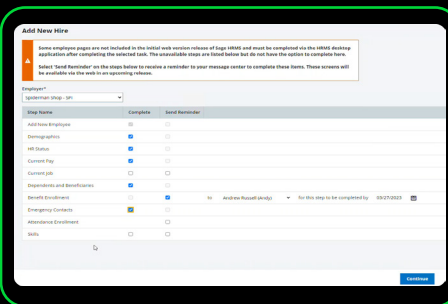 Add New Hire
Some employee pages are not included in the initial web version release of Sage HRMS and must be completed via the HRMS desktop
application after completing the selected task. The unavailable steps are listed below but do not have the option to complete here.
Select 'Send Reminder' on the steps below to receive a reminder to your message center to complete these items. These screens will
be available via the web in an upcoming release.
Employer*
Spiderman Shop - SPI
Step Name Complete Send Reminder
Add New Employee
Demographics
HR Status
Current Pay
Current Job
Dependents and Beneficiaries
Benefit Enrollment to Andrew Russell (Andy) for this step to be completed by 03/27/2023
Emergency Contacts
Attendance Enrollment
Skills
Continue